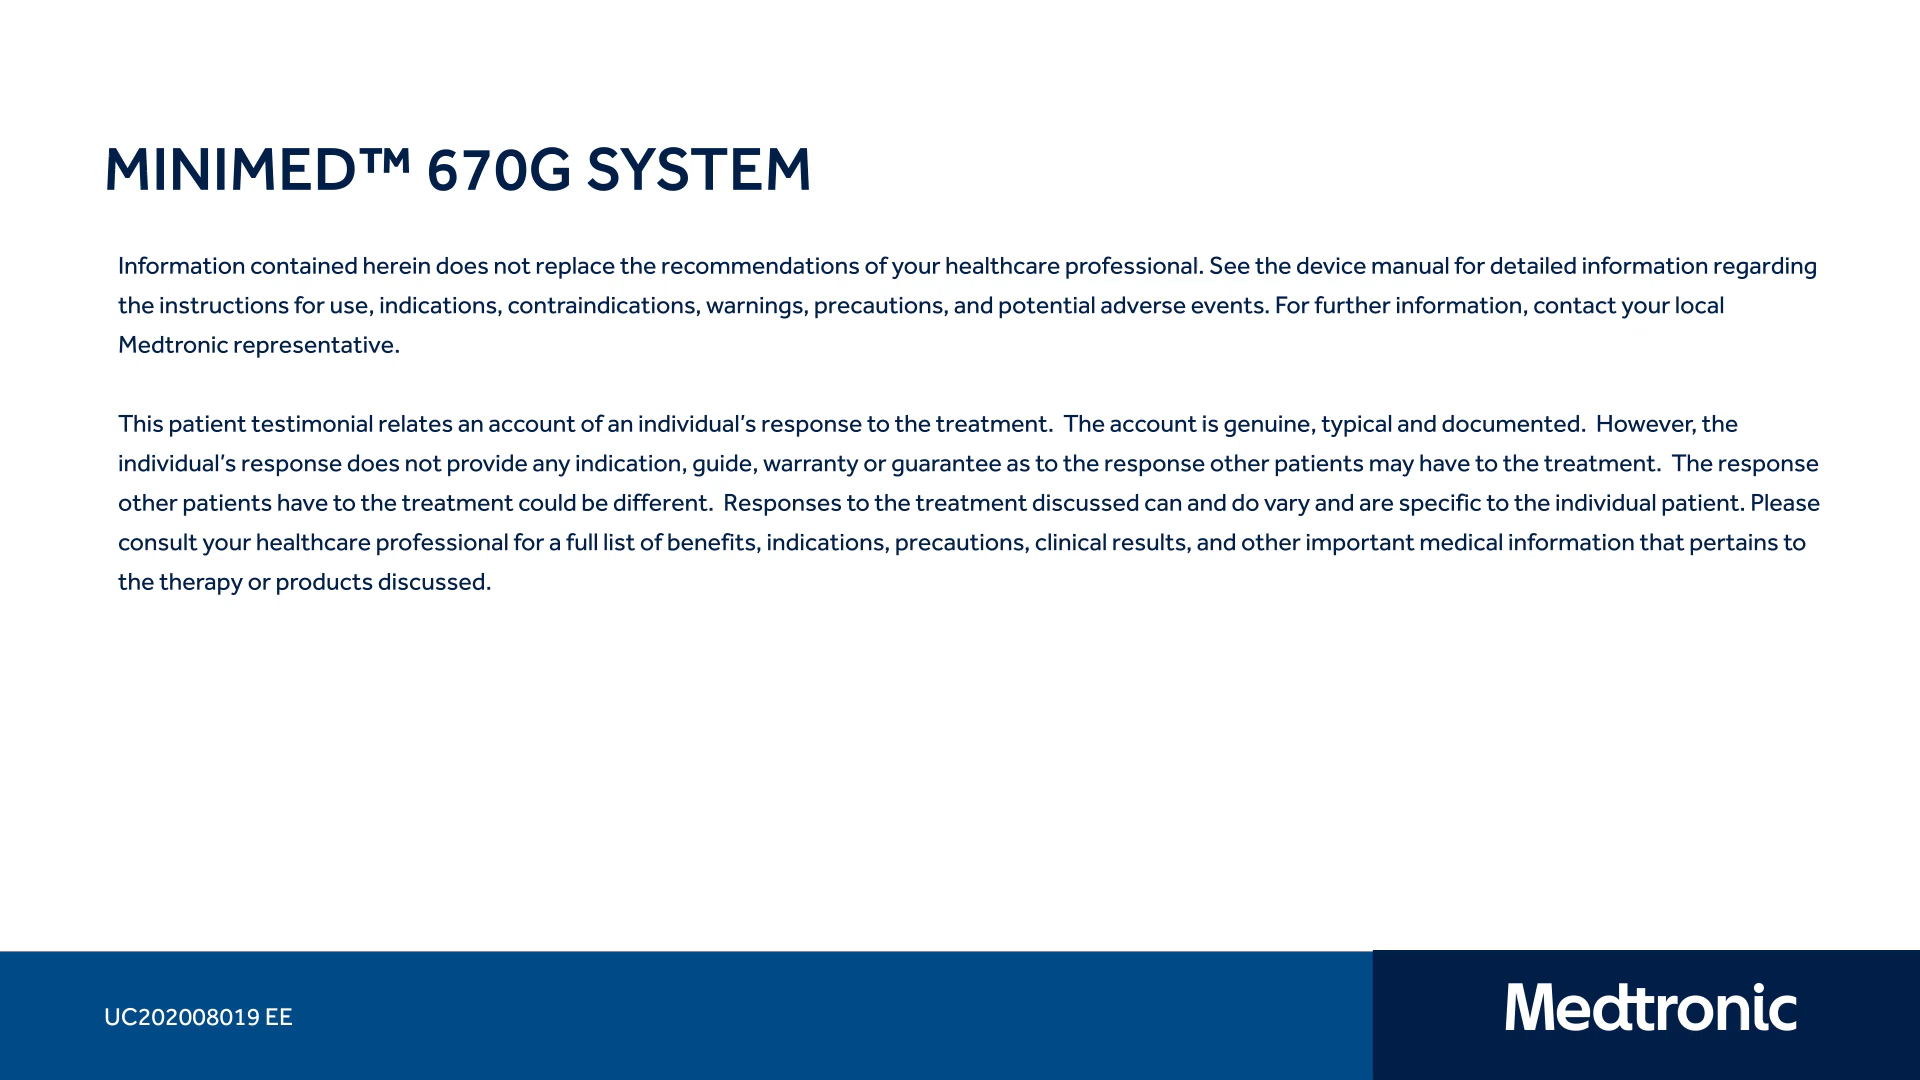 MINIMED™ 670G SYSTEM
Information contained herein does not replace the recommendations of your healthcare professional. See the device manual for detailed information regarding
the instructions for use, indications, contraindications, warnings, precautions, and potential adverse events. For further information, contact your local
Medtronic representative.
This patient testimonial relates an account of an individual’s response to the treatment.  The account is genuine, typical and documented.  However, the
individual’s response does not provide any indication, guide, warranty or guarantee as to the response other patients may have to the treatment.  The response
other patients have to the treatment could be different.  Responses to the treatment discussed can and do vary and are specific to the individual patient. Please
consult your healthcare professional for a full list of benefits, indications, precautions, clinical results, and other important medical information that pertains to
the therapy or products discussed.
UC202008019 EE
Medtronic